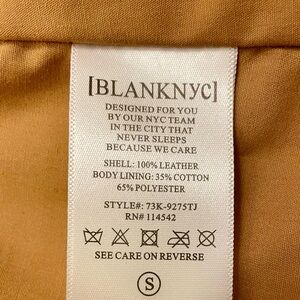 [BLANKNYC]
DESIGNED FOR YOU
BY OUR NYC TEAM
IN THE CITY THAT
NEVER SLEEPS
BECAUSE WE CARE
SHELL: 100% LEATHER
BODY LINING: 35% COTTON
65% POLYESTER
STYLE#: 73K-9275TJ
RN# 114542
SEE CARE ON REVERSE
S